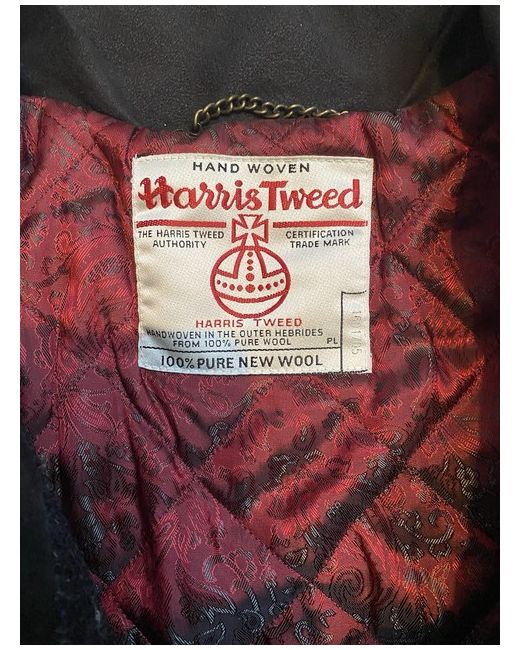 HAND WOVEN
Harris Tweed
THE HARRIS TWEED AUTHORITY
CERTIFICATION TRADE MARK
HARRIS TWEED
HANDWOVEN IN THE OUTER HEBRIDES
FROM 100% PURE WOOL PL
100% PURE NEW WOOL